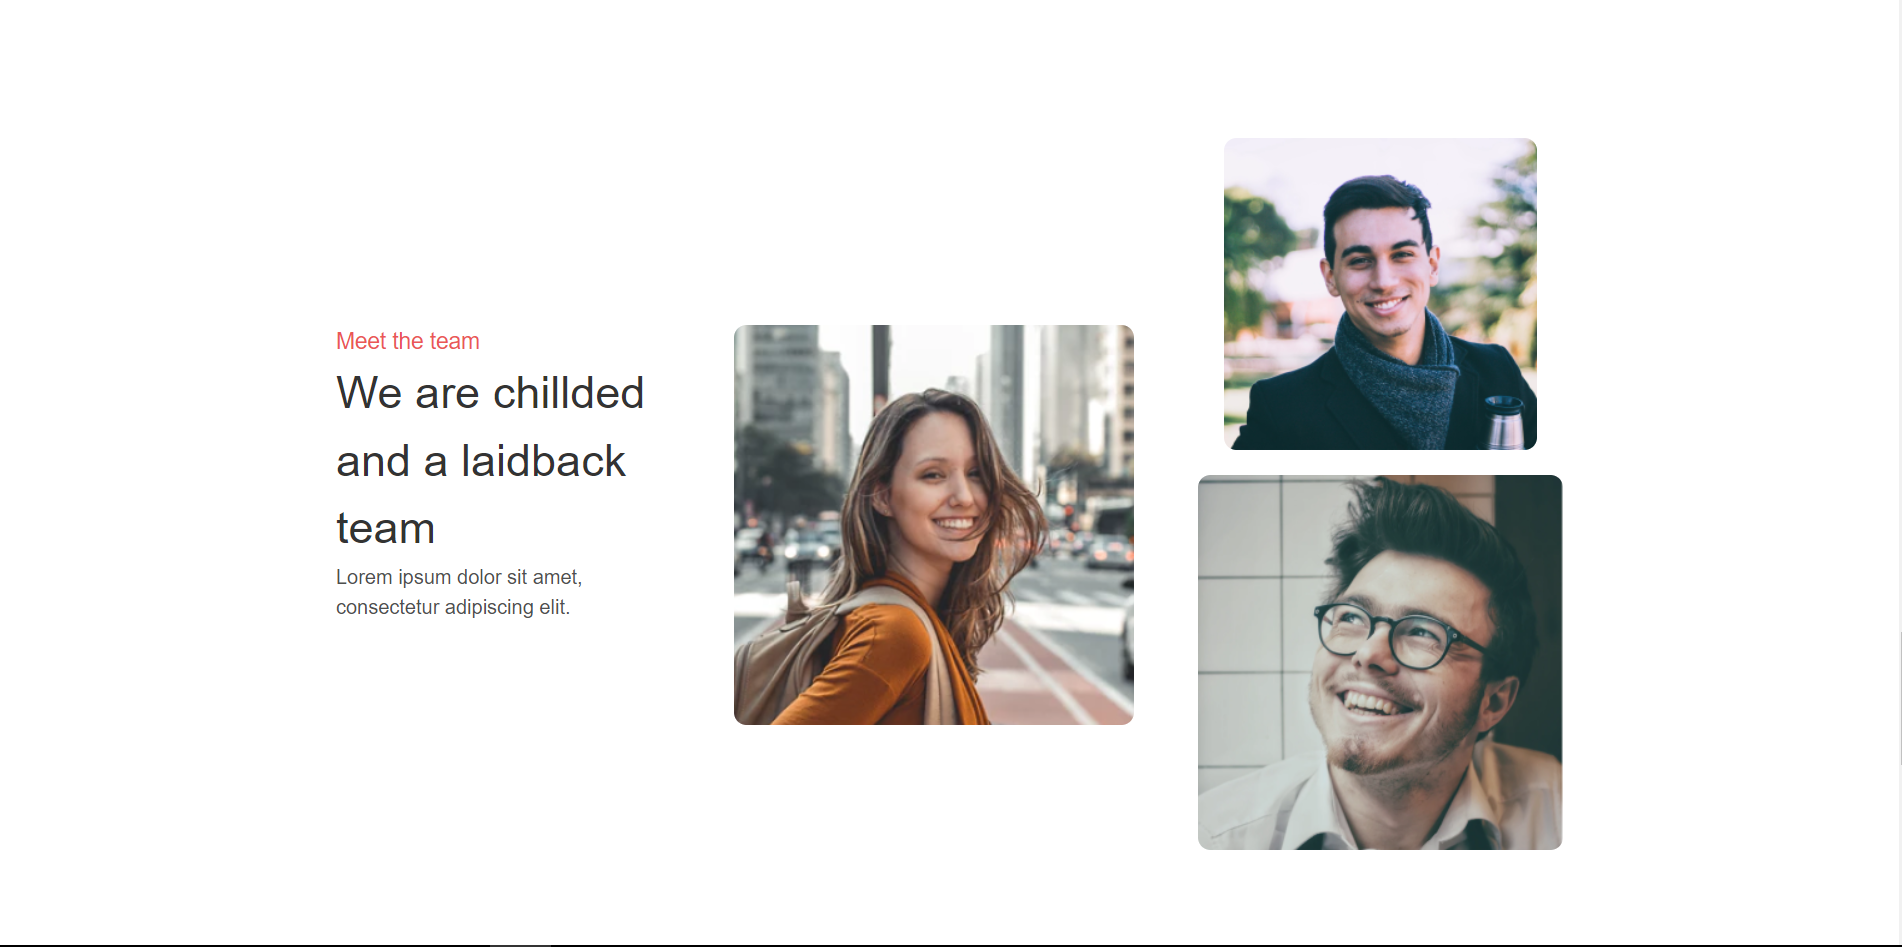 Meet the team
We are chillded
and a laidback
team
Lorem ipsum dolor sit amet,
consectetur adipiscing elit.